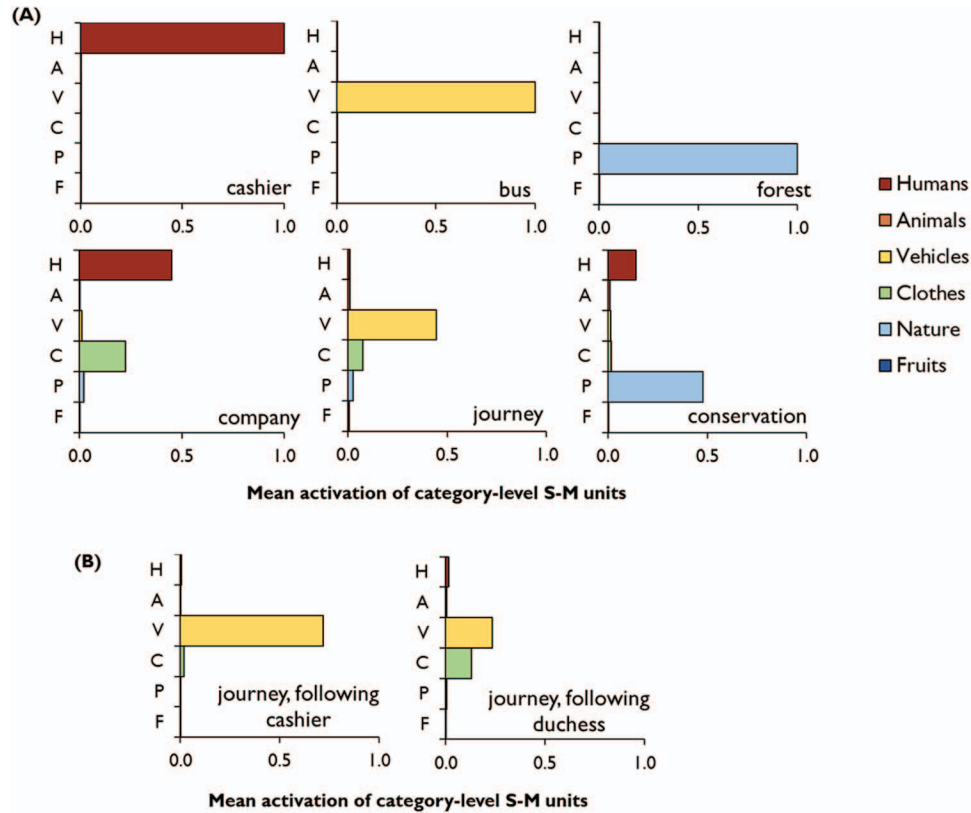 (A)
H
A
V
C
P
F
cashier
0.0 0.5 1.0
H
A
V
C
P
F
bus
0.0 0.5 1.0
H
A
V
C
P
F
forest
0.0 0.5 1.0
Humans
Animals
Vehicles
Clothes
Nature
Fruits
H
A
V
C
P
F
company
0.0 0.5 1.0
H
A
V
C
P
F
journey
0.0 0.5 1.0
H
A
V
C
P
F
conservation
0.0 0.5 1.0
Mean activation of category-level S-M units
(B)
H
A
V
C
P
F
journey, following
cashier
0.0 0.5 1.0
H
A
V
C
P
F
journey, following
duchess
0.0 0.5 1.0
Mean activation of category-level S-M units